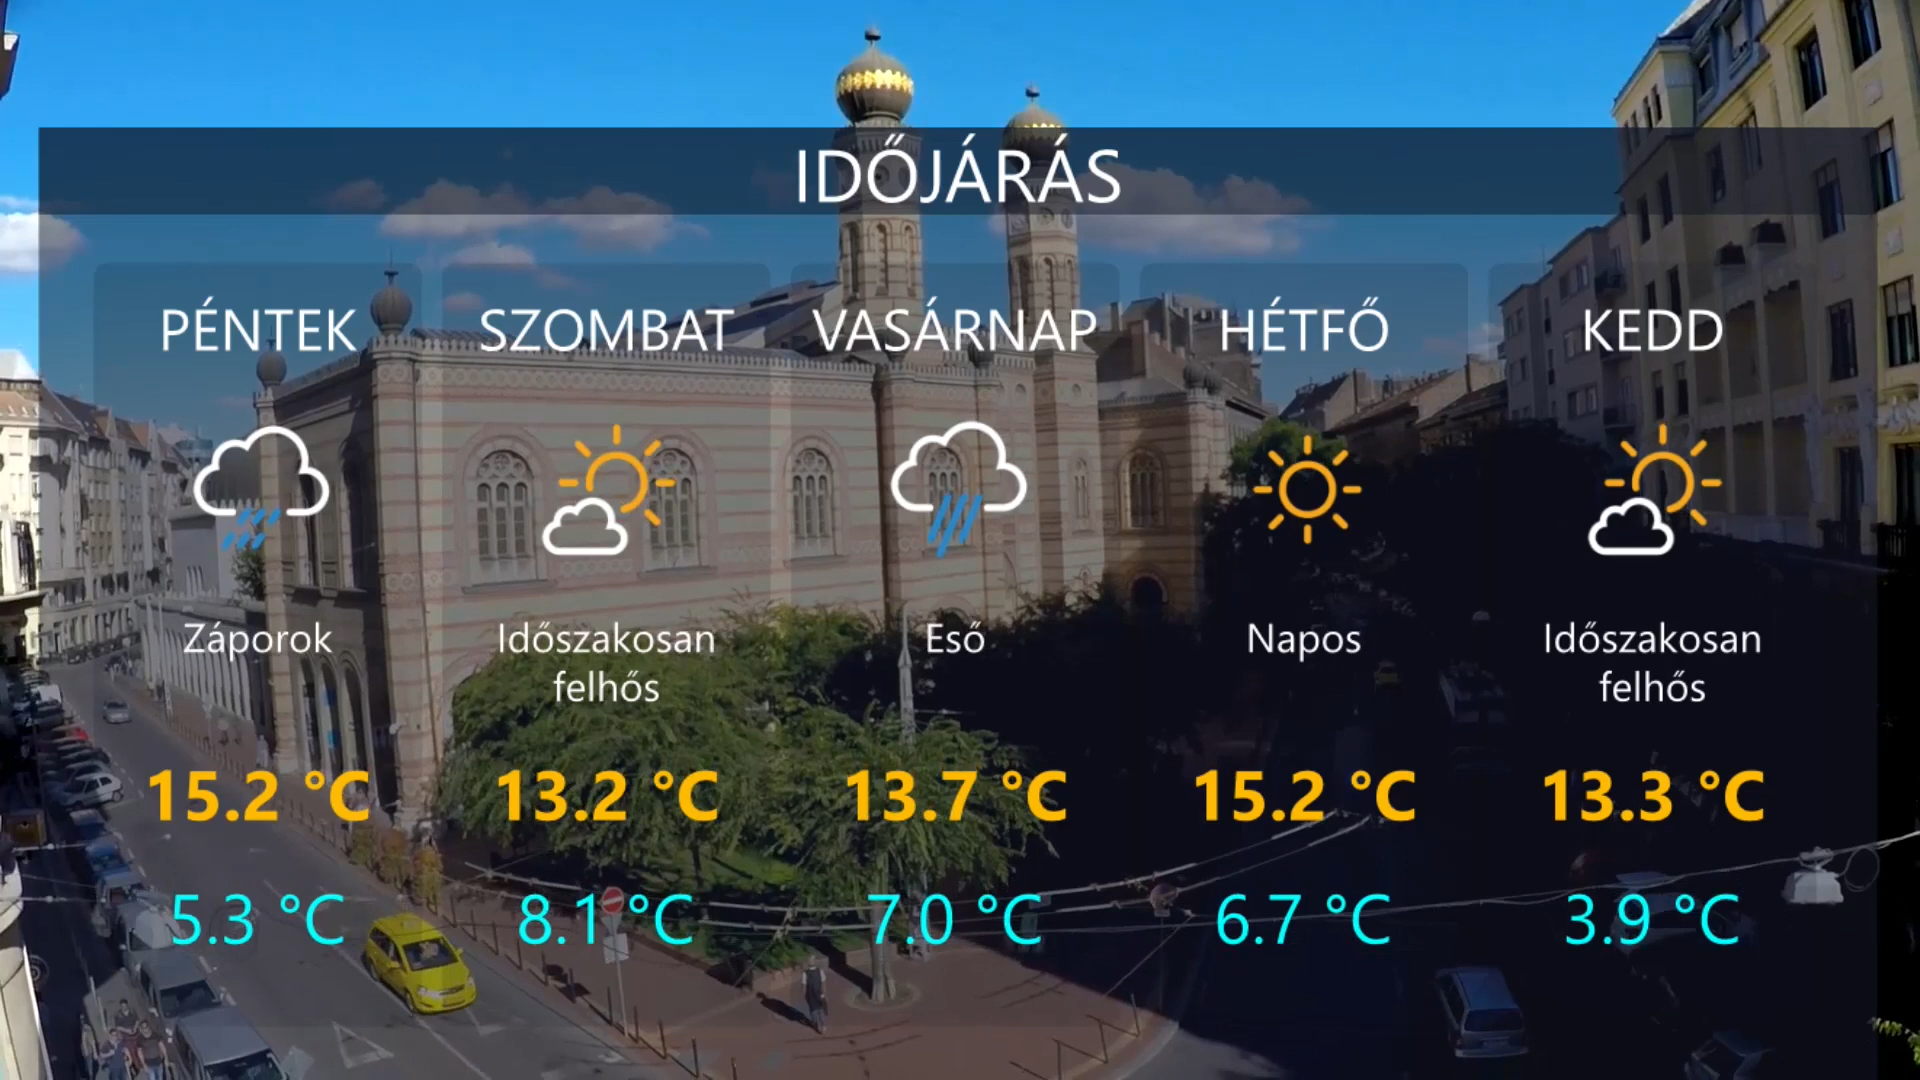 IDŐJÁRÁS
PÉNTEK
Záporok
15.2 °C
5.3 °C
SZOMBAT
Időszakosan
felhős
13.2 °C
8.1 °C
VASÁRNAP
Eső
13.7 °C
7.0 °C
HÉTFŐ
Napos
15.2 °C
6.7 °C
KEDD
Időszakosan
felhős
13.3 °C
3.9 °C